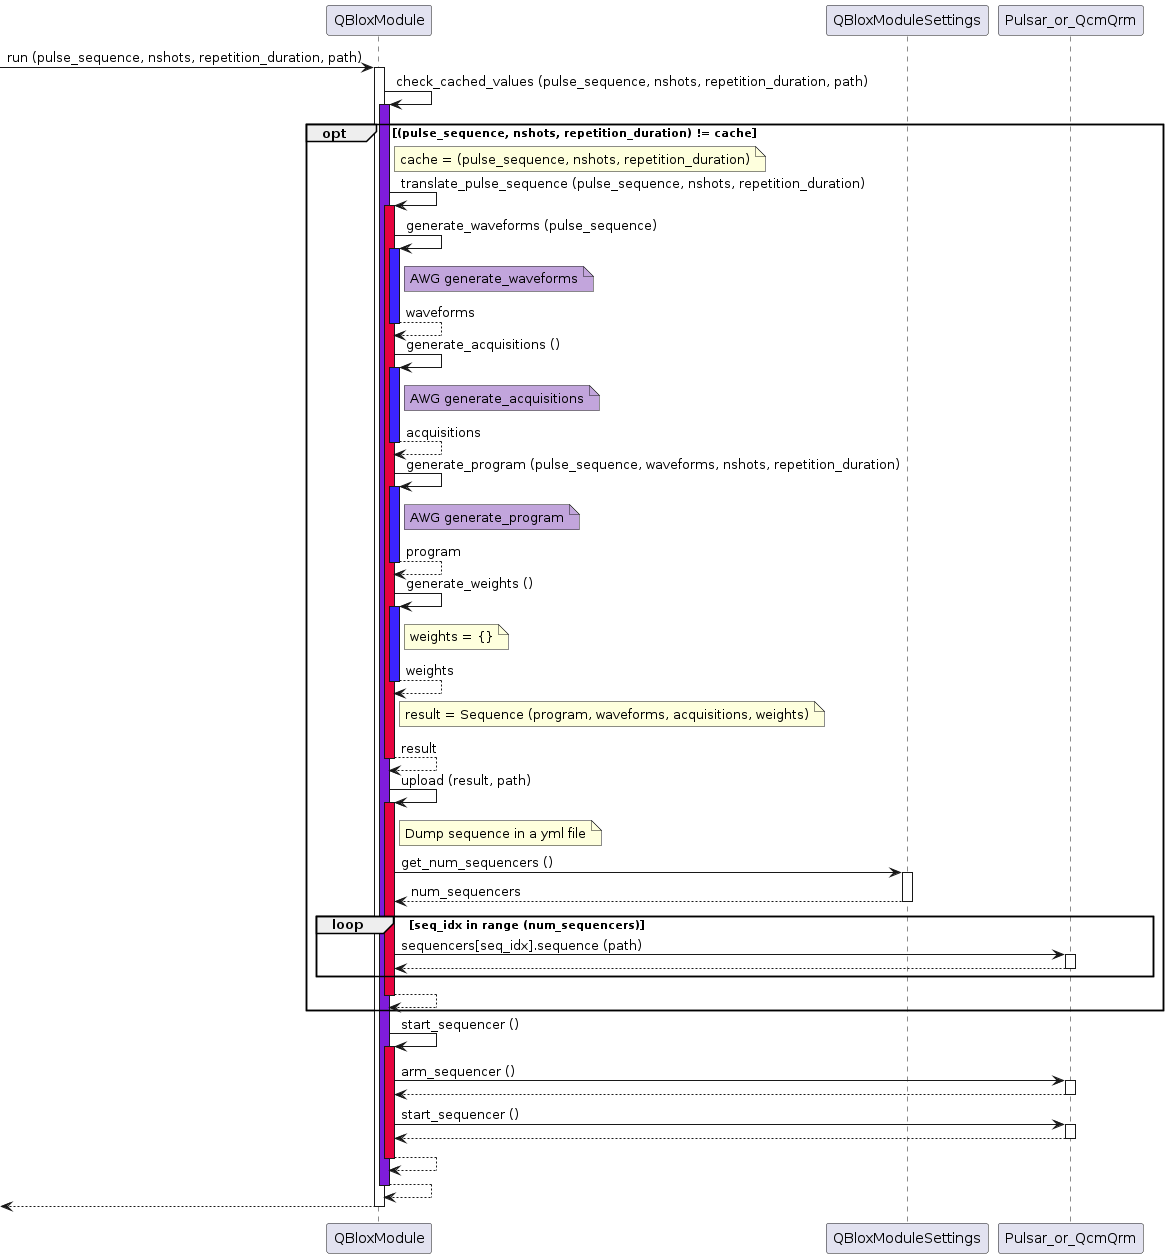 QBloxModule
QBloxModuleSettings
Pulsar_or_QcmQrm
run (pulse_sequence, nshots, repetition_duration, path)
check_cached_values (pulse_sequence, nshots, repetition_duration, path)
opt
[(pulse_sequence, nshots, repetition_duration) != cache]
cache = (pulse_sequence, nshots, repetition_duration)
translate_pulse_sequence (pulse_sequence, nshots, repetition_duration)
generate_waveforms (pulse_sequence)
AWG generate_waveforms
waveforms
generate_acquisitions ()
AWG generate_acquisitions
acquisitions
generate_program (pulse_sequence, waveforms, nshots, repetition_duration)
AWG generate_program
program
generate_weights ()
weights = {}
weights
result = Sequence (program, waveforms, acquisitions, weights)
result
upload (result, path)
Dump sequence in a yml file
get_num_sequencers ()
num_sequencers
loop
[seq_idx in range (num_sequencers)]
sequencers[seq_idx].sequence (path)
start_sequencer ()
arm_sequencer ()
start_sequencer ()
QBloxModule
QBloxModuleSettings
Pulsar_or_QcmQrm